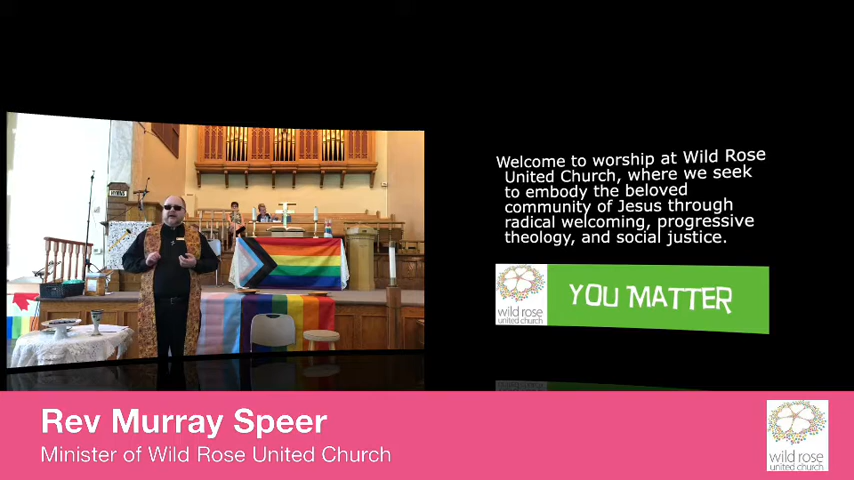 Welcome to worship at Wild Rose
United Church, where we seek
to embody the beloved
community of Jesus through
radical welcoming, progressive
theology, and social justice.
wild rose
united church
YOU MATTER
Rev Murray Speer
Minister of Wild Rose United Church
wild rose
united church